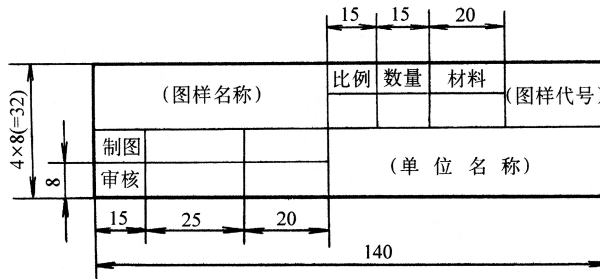 15 15 20
比例 数量 材料
(图样名称) (图样代号)
4×8(=32)
制图
(单 位 名 称)
8 审核
15 25 20
140